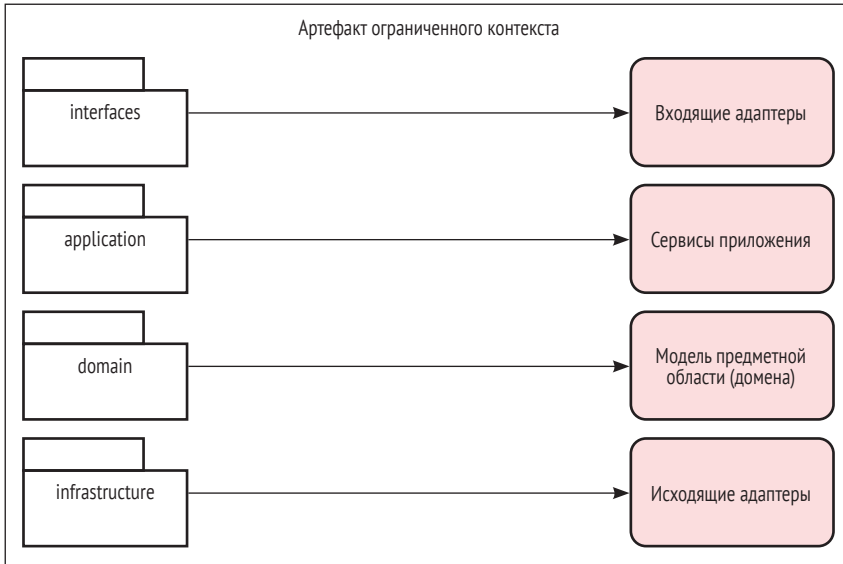 Артефакт ограниченного контекста
interfaces
Входящие адаптеры
application
Сервисы приложения
domain
Модель предметной
области (домена)
infrastructure
Исходящие адаптеры